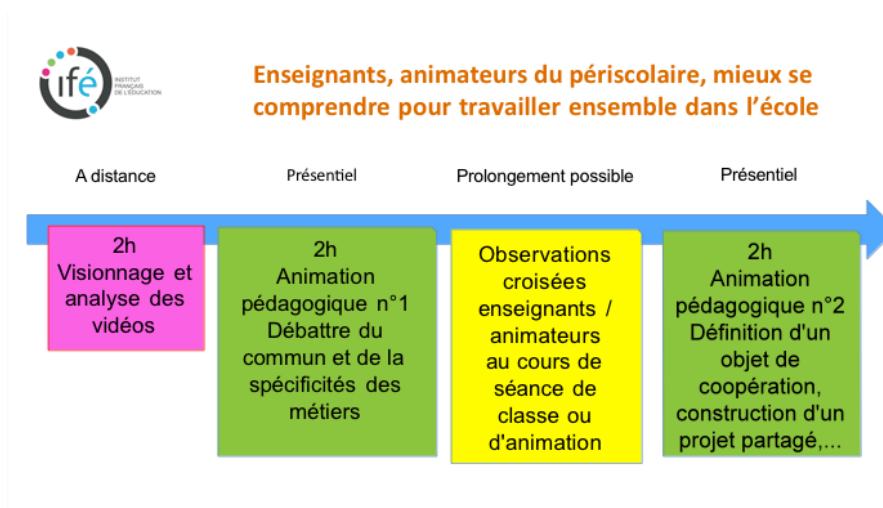 ifé
INSTITUT
FRANÇAIS
DE L'ÉDUCATION
Enseignants, animateurs du périscolaire, mieux se
comprendre pour travailler ensemble dans l’école
A distance
Présentiel
Prolongement possible
Présentiel
2h
Visionnage et
analyse des
vidéos
2h
Animation
pédagogique n°1
Débattre du
commun et de la
spécificités des
métiers
Observations
croisées
enseignants /
animateurs
au cours de
séance de
classe ou
d'animation
2h
Animation
pédagogique n°2
Définition d'un
objet de
coopération,
construction d'un
projet partagé,...